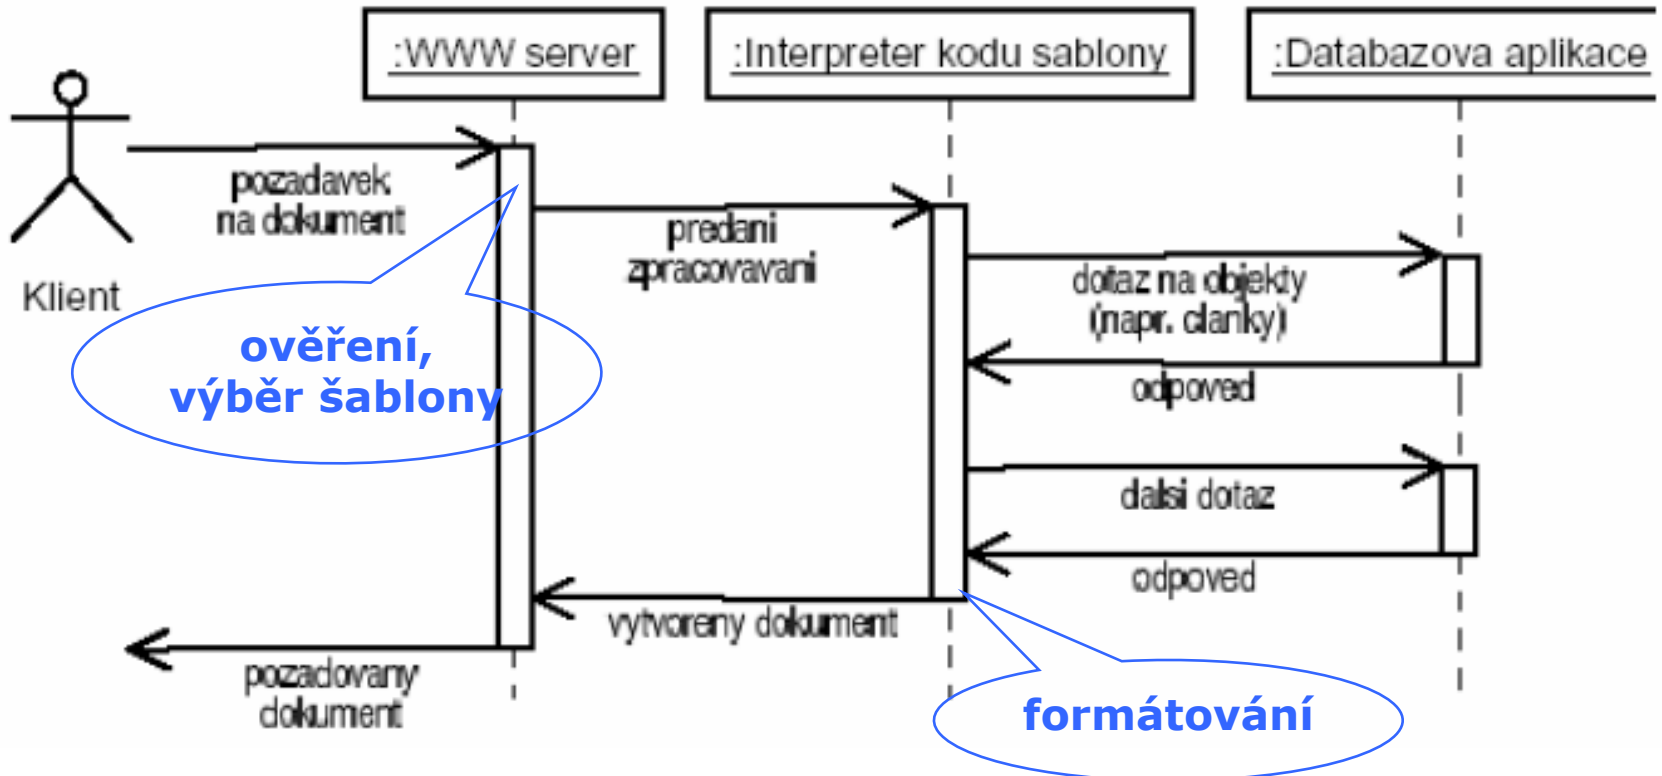 :WWW server
:Interpreter kodu sablony
:Databazova aplikace
Klient
pozadavek
na dokument
predani
zpracovavani
dotaz na objekty
(napr. clanky)
ověření,
výběr šablony
odpoved
dalsi dotaz
odpoved
vytvoreny dokument
pozadovany
dokument
formátování